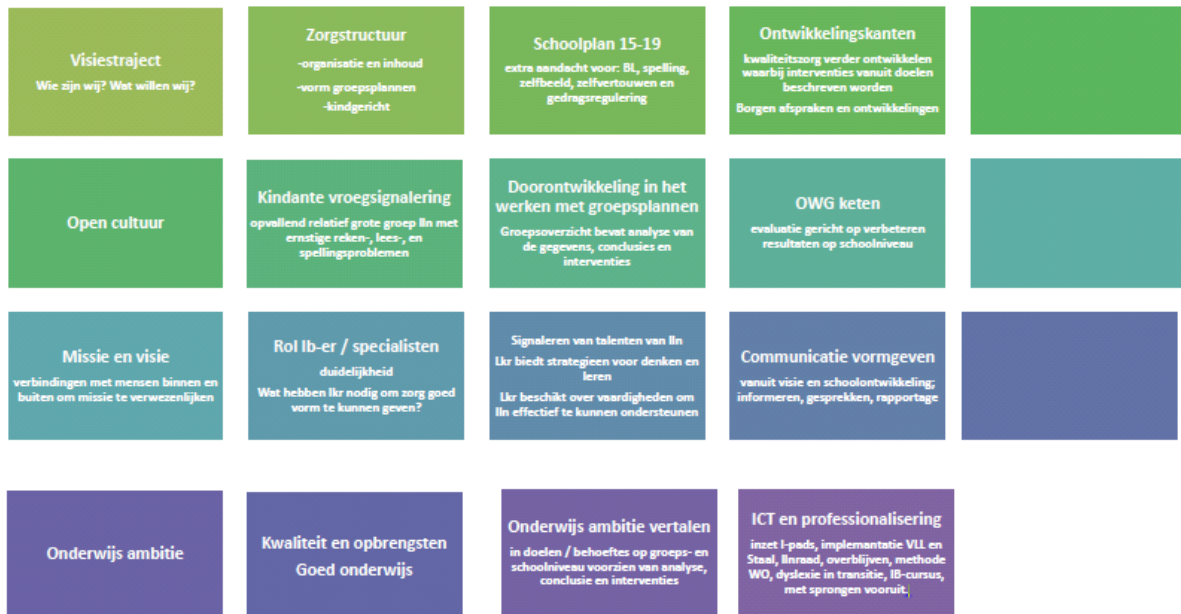 Visiestraject
Wie zijn wij? Wat willen wij?
Zorgstructuur
-organisatie en inhoud
-vorm groepsplannen
-kindgericht
Schoolplan 15-19
extra aandacht voor: BL, spelling,
zelfbeeld, zelfvertouwen en
gedragsregulering
Ontwikkelingskanten
kwaliteitszorg verder ontwikkelen
waarbij interventies vanuit doelen
beschreven worden
Borgen afspraken en ontwikkelingen
Open cultuur
Kindante vroegsignalering
opvallend relatief grote groep lln met
ernstige reken-, lees-, en
spellingsproblemen
Doorontwikkeling in het
werken met groepsplannen
Groepsoverzicht bevat analyse van
de gegevens, conclusies en
interventies
OWG keten
evaluatie gericht op verbeteren
resultaten op schoolniveau
Missie en visie
verbindingen met mensen binnen en
buiten om missie te verwezenlijken
Rol Ib-er / specialisten
duidelijkheid
Wat hebben lkr nodig om zorg goed
vorm te kunnen geven?
Signaleren van talenten van lln
Lkr biedt strategieen voor denken en
leren
Lkr beschikt over vaardigheden om
lln effectief te kunnen ondersteunen
Communicatie vormgeven
vanuit visie en schoolontwikkeling;
informeren, gesprekken, rapportage
Onderwijs ambitie
Kwaliteit en opbrengsten
Goed onderwijs
Onderwijs ambitie vertalen
in doelen / behoeftes op groeps- en
schoolniveau voorzien van analyse,
conclusie en interventies
ICT en professionalisering
inzet I-pads, implemantatie VLL en
Staal, llnraad, overblijven, methode
WO, dyslexie in transitie, IB-cursus,
met sprongen vooruit.